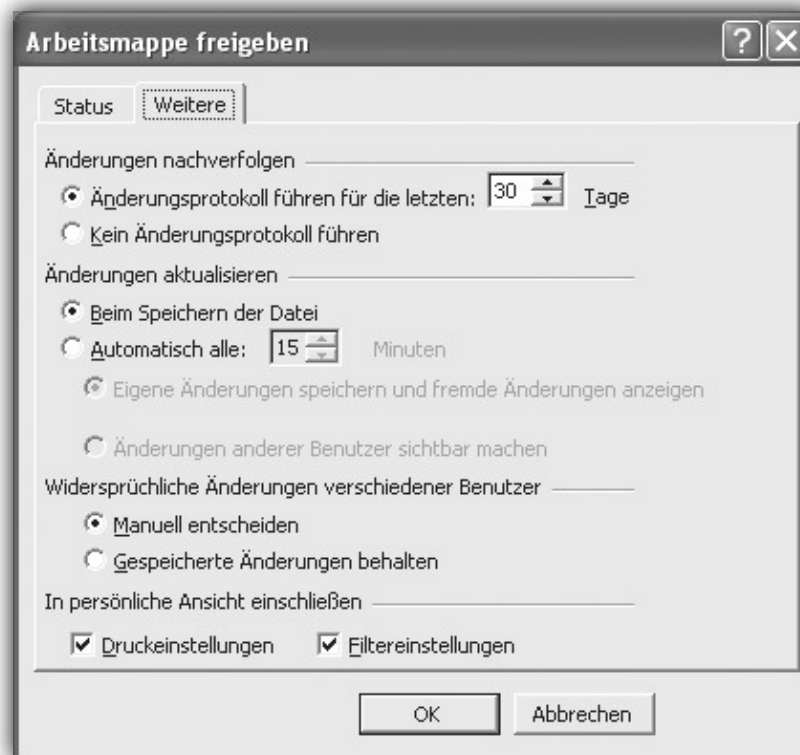 Arbeitsmappe freigeben
Status Weitere
Änderungen nachverfolgen
Änderungsprotokoll führen für die letzten: 30 Tage
Kein Änderungsprotokoll führen
Änderungen aktualisieren
Beim Speichern der Datei
Automatisch alle: 15 Minuten
Eigene Änderungen speichern und fremde Änderungen anzeigen
Änderungen anderer Benutzer sichtbar machen
Widersprüchliche Änderungen verschiedener Benutzer
Manuell entscheiden
Gespeicherte Änderungen behalten
In persönliche Ansicht einschließen
Druckeinstellungen Filtereinstellungen
OK Abbrechen